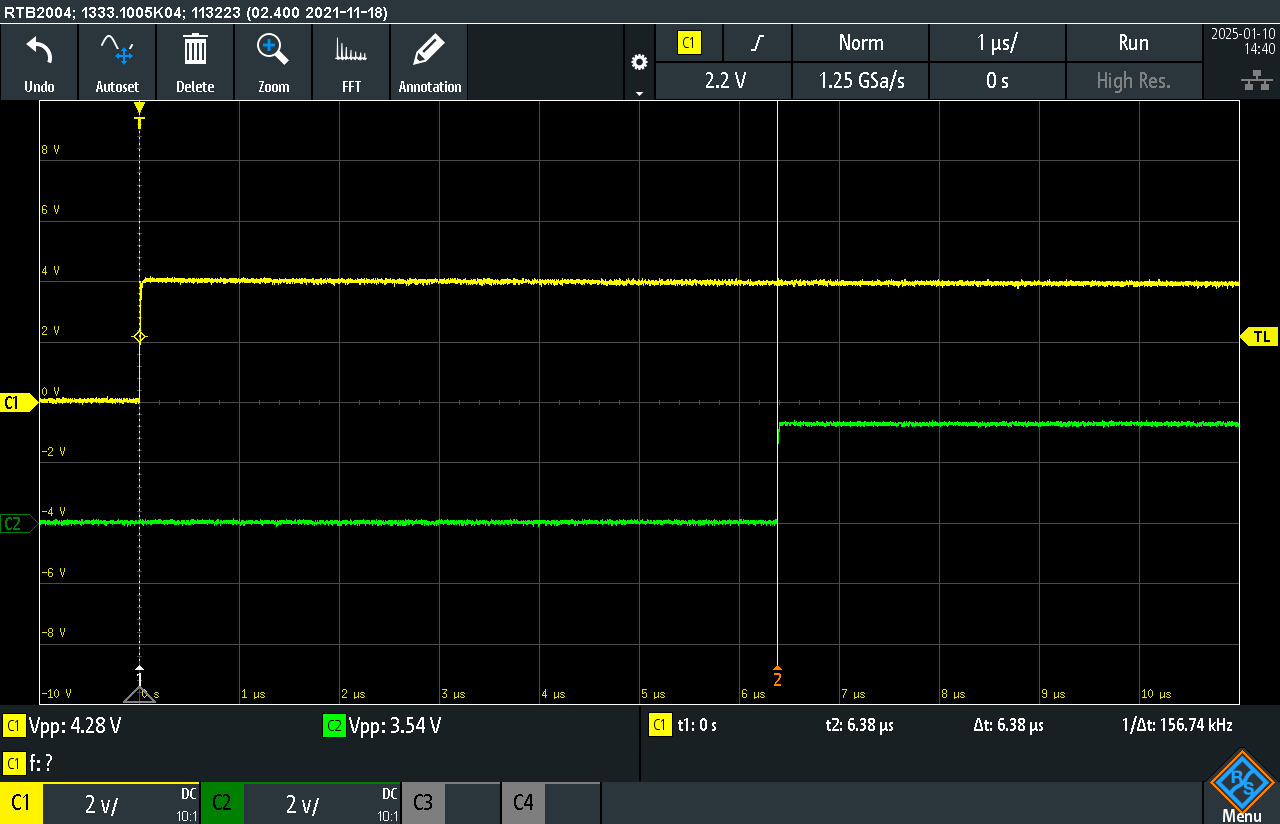 RTB2004; 1333.1005K04; 113223 (02.400 2021-11-18)
Undo Autoset Delete Zoom FFT Annotation
C1 Norm 1 µs/ Run
2.2 V 1.25 GSa/s 0 s High Res.
2025-01-10
14:40
T
8 V
6 V
4 V
2 V
TL
C1 0 V
-2 V
-4 V
C2
-6 V
-8 V
1 2
-10 V 0 s 1 µs 2 µs 3 µs 4 µs 5 µs 6 µs 7 µs 8 µs 9 µs 10 µs
C1 Vpp: 4.28 V C2 Vpp: 3.54 V C1 t1: 0 s t2: 6.38 µs Δt: 6.38 µs 1/Δt: 156.74 kHz
C1 f: ?
C1 2 V/ DC 10:1 C2 2 V/ DC 10:1 C3 C4
R S
Menu